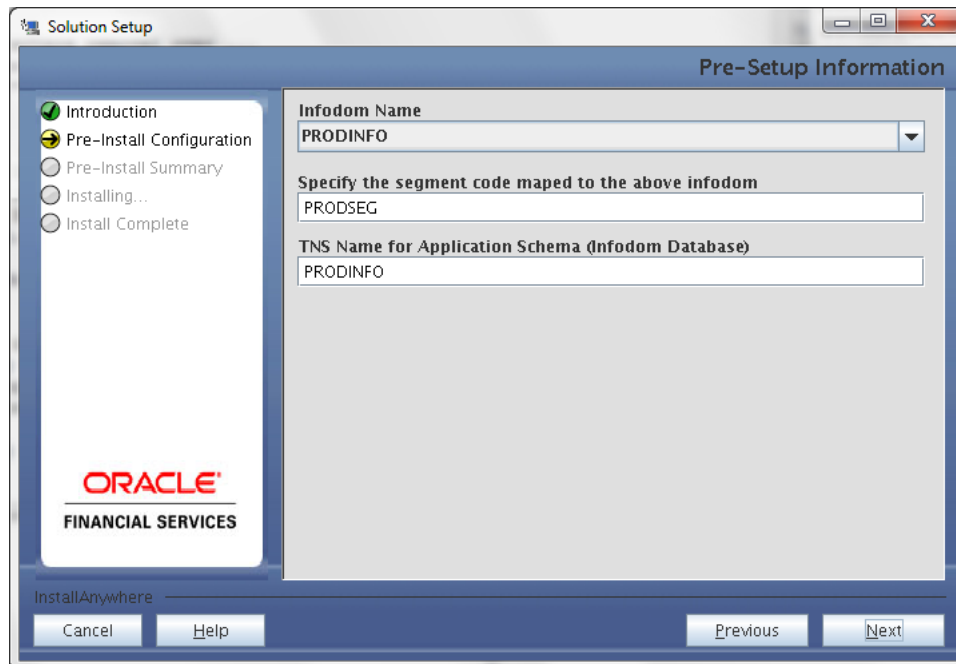 Solution Setup
Pre-Setup Information
Introduction
Pre-Install Configuration
Pre-Install Summary
Installing...
Install Complete
ORACLE®
FINANCIAL SERVICES
Infodom Name
PRODINFO
Specify the segment code maped to the above infodom
PRODSEG
TNS Name for Application Schema (Infodom Database)
PRODINFO
InstallAnywhere
Cancel
Help
Previous
Next